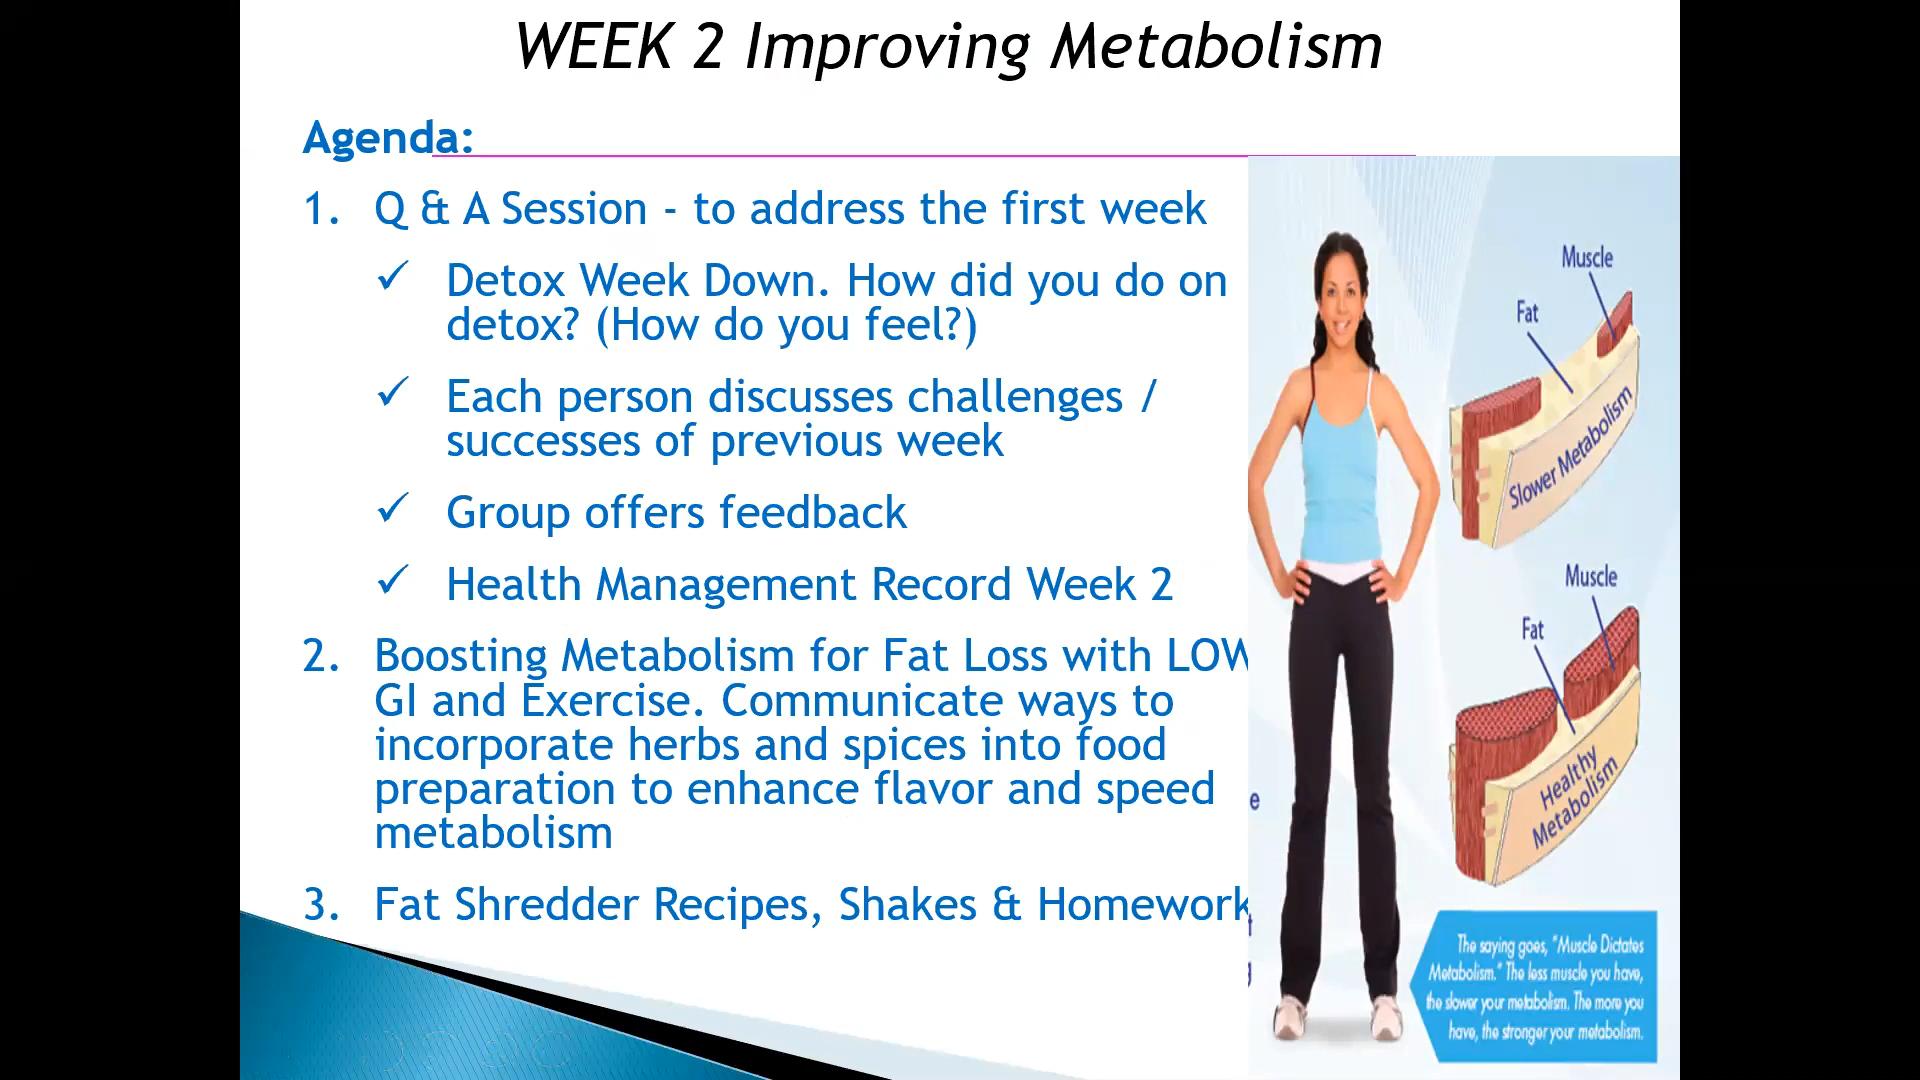 WEEK 2 Improving Metabolism
Agenda:
1. Q & A Session - to address the first week
✓ Detox Week Down. How did you do on
detox? (How do you feel?)
✓ Each person discusses challenges /
successes of previous week
✓ Group offers feedback
✓ Health Management Record Week 2
2. Boosting Metabolism for Fat Loss with LOW
GI and Exercise. Communicate ways to
incorporate herbs and spices into food
preparation to enhance flavor and speed
metabolism
3. Fat Shredder Recipes, Shakes & Homework
Muscle
Fat
Slower Metabolism
Muscle
Fat
Healthy
Metabolism
The saying goes, "Muscle Dictates
Metabolism." The less muscle you have,
the slower your metabolism. The more you
have, the stronger your metabolism.